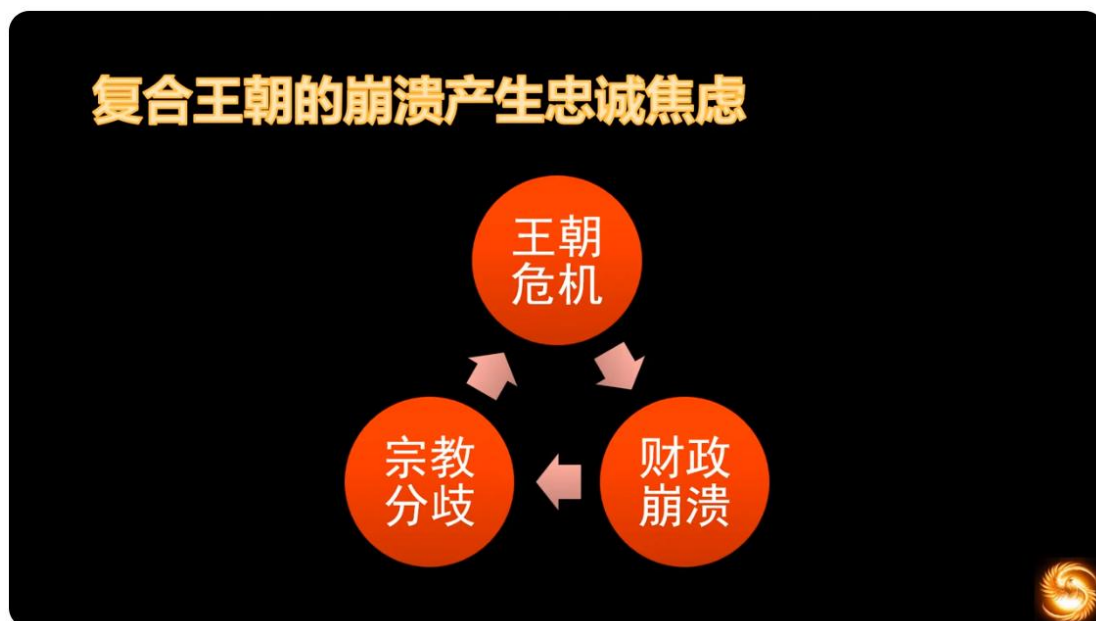 复合王朝的崩溃产生忠诚焦虑
王朝
危机
宗教
分歧
财政
崩溃